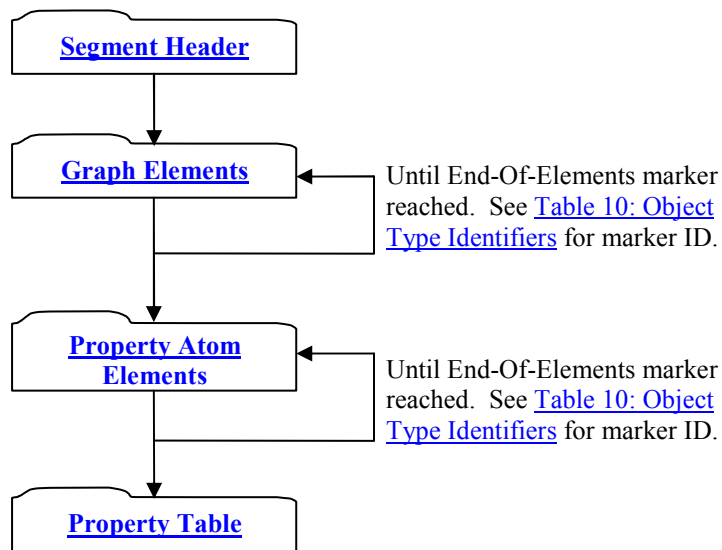 Segment Header
Graph Elements
Until End-Of-Elements marker
reached.  See Table 10: Object
Type Identifiers for marker ID.
Property Atom
Elements
Until End-Of-Elements marker
reached.  See Table 10: Object
Type Identifiers for marker ID.
Property Table